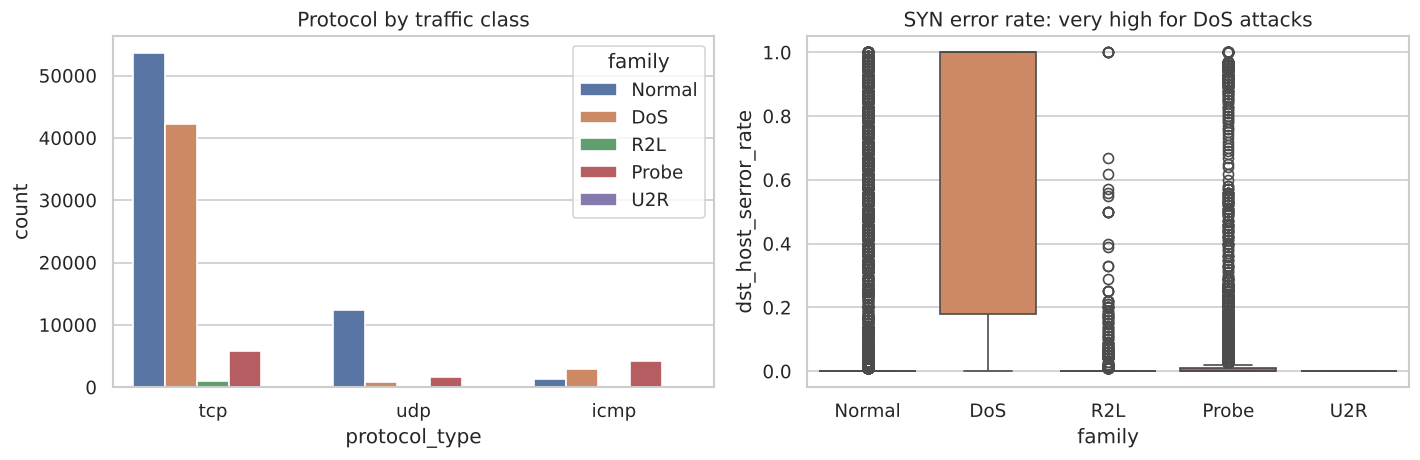 Protocol by traffic class
family
Normal
DoS
R2L
Probe
U2R
50000
40000
30000
20000
10000
0
count
tcp
udp
icmp
protocol_type
SYN error rate: very high for DoS attacks
1.0
0.8
0.6
0.4
0.2
0.0
dst_host_serror_rate
Normal
DoS
R2L
Probe
U2R
family